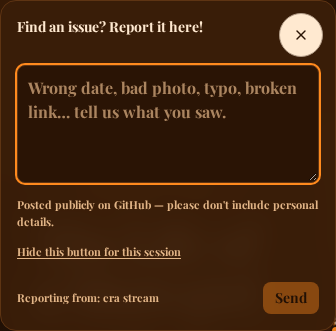 Find an issue? Report it here!
×
Wrong date, bad photo, typo, broken
link... tell us what you saw.
Posted publicly on GitHub — please don't include personal
details.
Hide this button for this session
Reporting from: era stream
Send